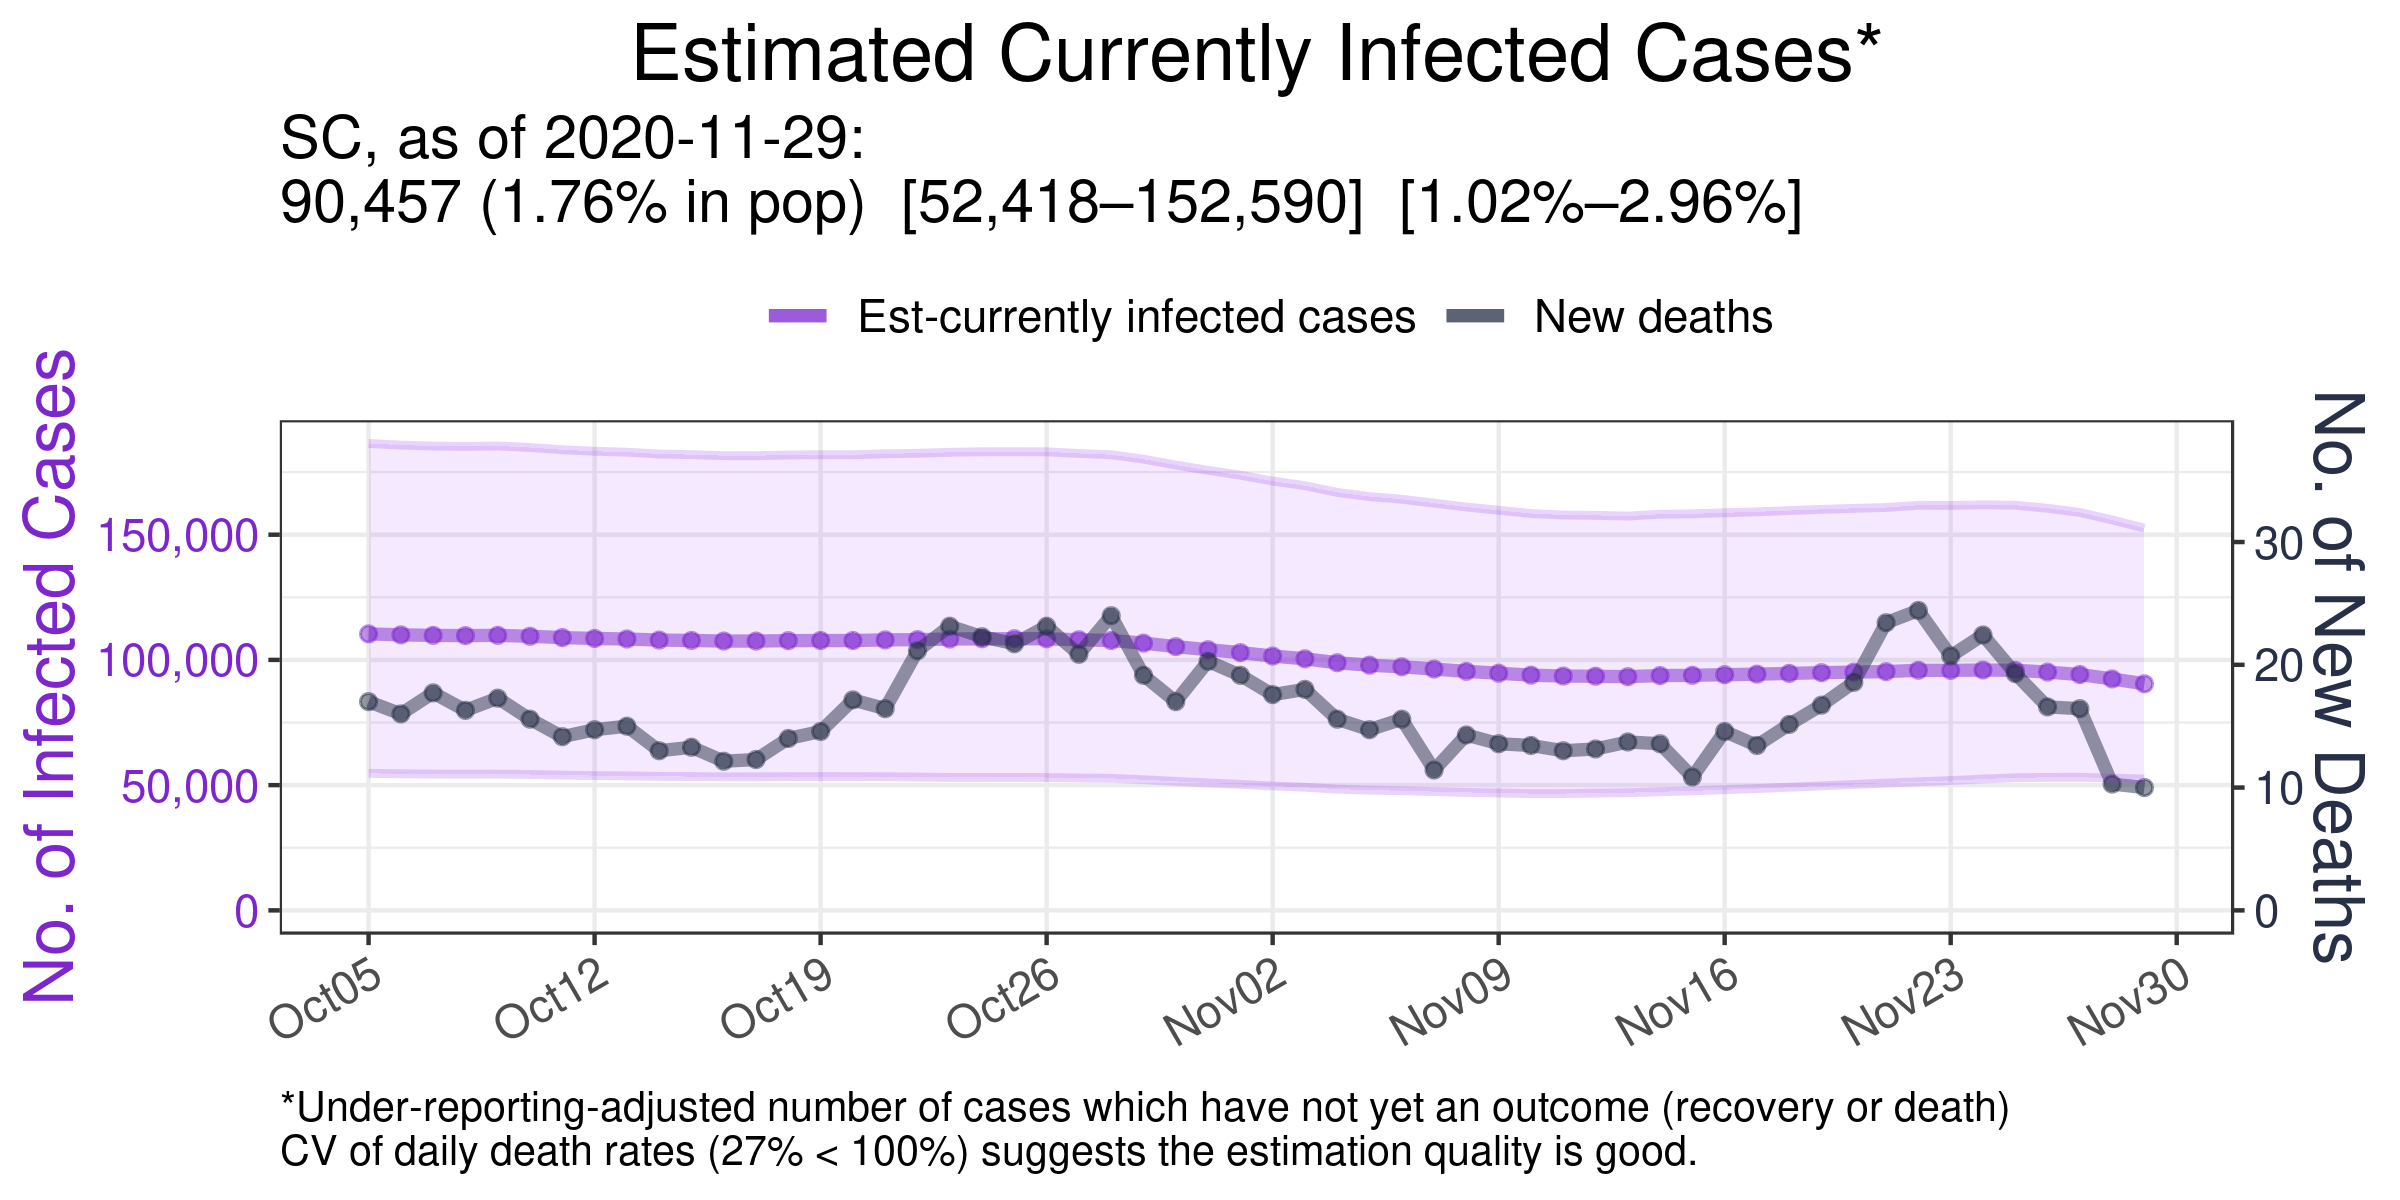 Estimated Currently Infected Cases*
SC, as of 2020-11-29:
90,457 (1.76% in pop)  [52,418–152,590]  [1.02%–2.96%]
Est-currently infected cases
New deaths
No. of Infected Cases
150,000
100,000
50,000
0
No. of New Deaths
30
20
10
0
Oct05
Oct12
Oct19
Oct26
Nov02
Nov09
Nov16
Nov23
Nov30
*Under-reporting-adjusted number of cases which have not yet an outcome (recovery or death)
CV of daily death rates (27% < 100%) suggests the estimation quality is good.